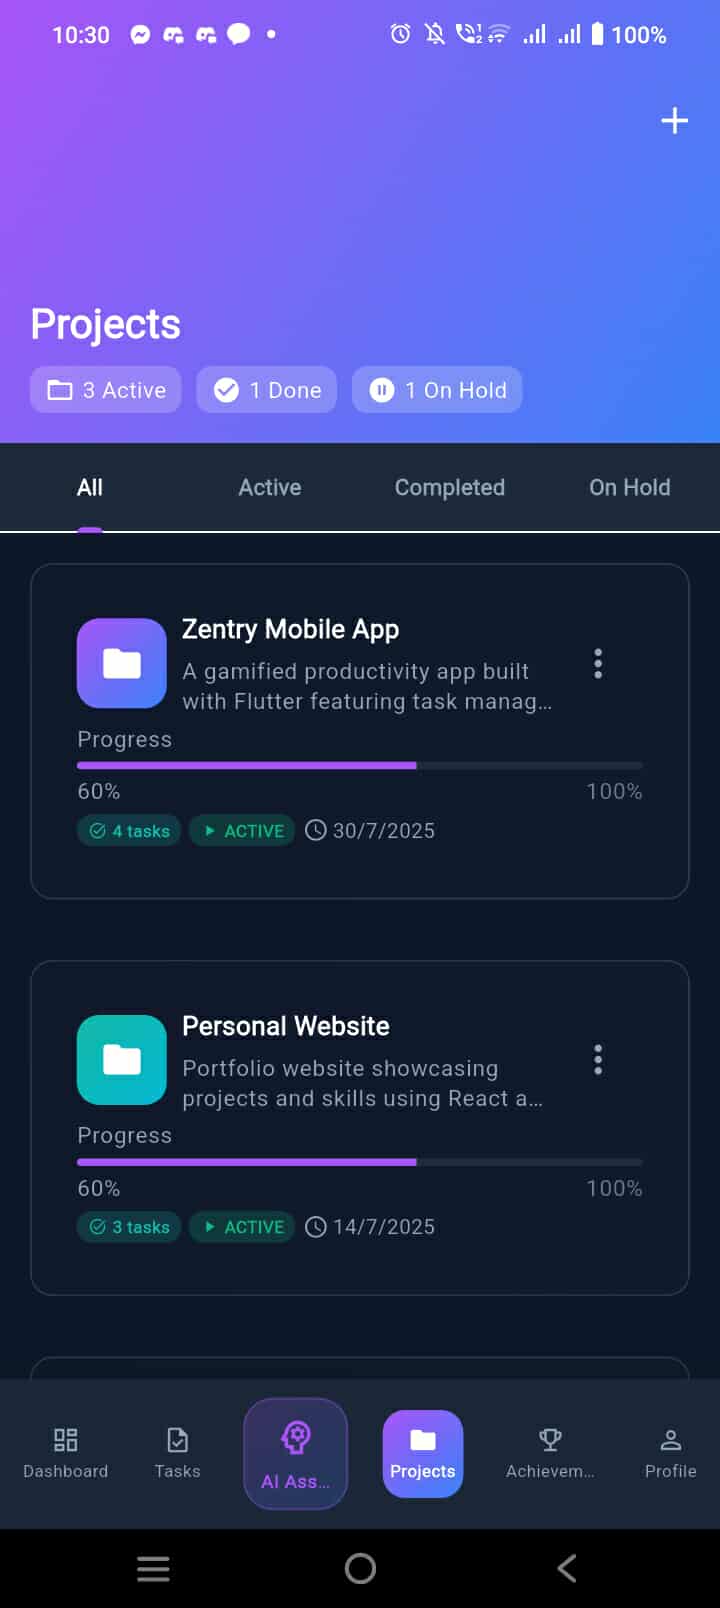 10:30
100%
Projects
3 Active
1 Done
1 On Hold
All
Active
Completed
On Hold
Zentry Mobile App
A gamified productivity app built
with Flutter featuring task manag...
Progress
60%
100%
4 tasks
ACTIVE
30/7/2025
Personal Website
Portfolio website showcasing
projects and skills using React a...
Progress
60%
100%
3 tasks
ACTIVE
14/7/2025
Dashboard
Tasks
AI Ass...
Projects
Achievem...
Profile